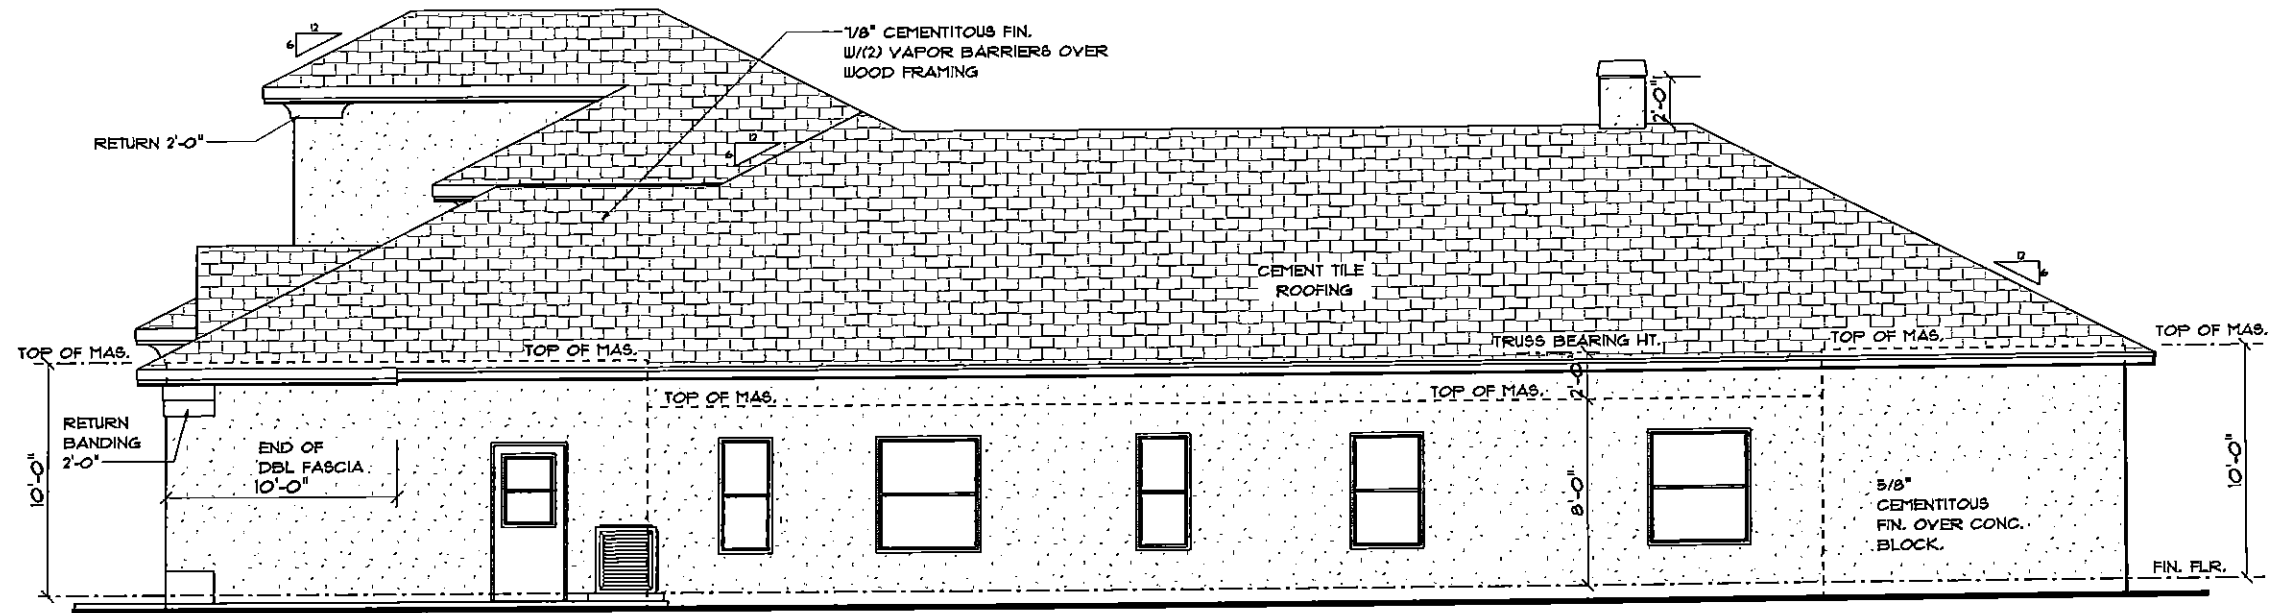 12
6
7/8" CEMENTITOUS FIN.
W/(2) VAPOR BARRIERS OVER
WOOD FRAMING
2'-0"
RETURN 2'-0"
12
6
CEMENT TILE
ROOFING
12
6
TOP OF MAS.
TOP OF MAS.
TRUSS BEARING HT.
TOP OF MAS.
TOP OF MAS.
2'-0
TOP OF MAS.
TOP OF MAS.
RETURN
BANDING
2'-0"
END OF
DBL FASCIA
10'-0"
10'-0"
8'-0"
5/8"
CEMENTITOUS
FIN. OVER CONC.
BLOCK.
10'-0"
FIN. FLR.